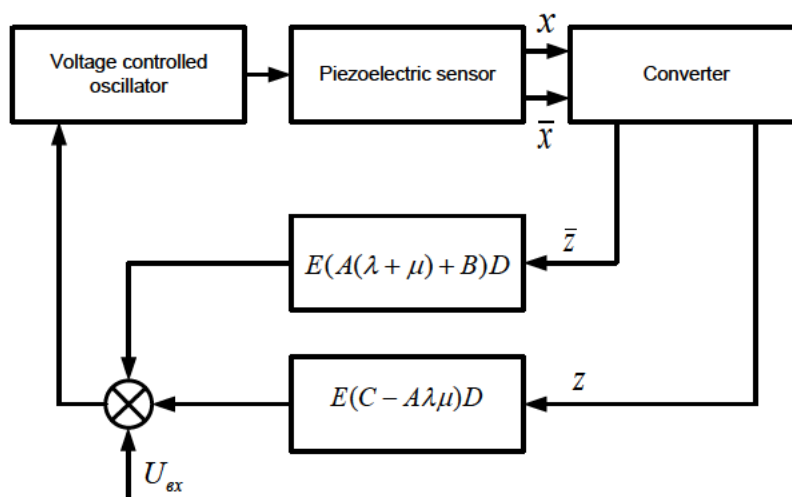 Voltage controlled
oscillator
Piezoelectric sensor
x
x̄
Converter
E(A(λ + μ) + B)D
z̄
E(C − Aλμ)D
z
U_вх